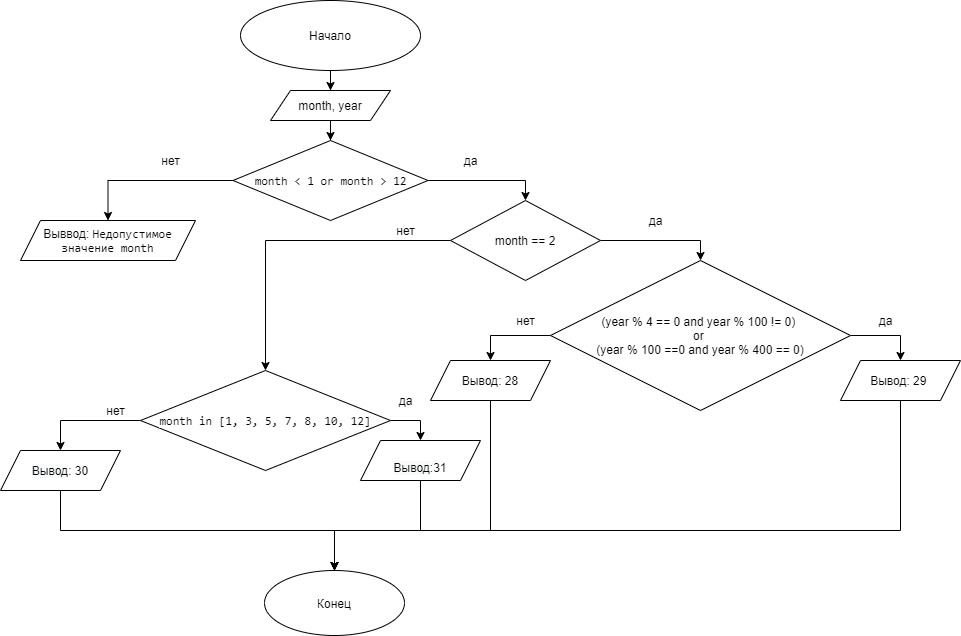 Начало
month, year
нет
да
month < 1 or month > 12
Выввод: Недопустимое
значение month
нет
да
month == 2
нет
да
(year % 4 == 0 and year % 100 != 0)
or
(year % 100 ==0 and year % 400 == 0)
Вывод: 28
Вывод: 29
нет
да
month in [1, 3, 5, 7, 8, 10, 12]
Вывод: 30
Вывод:31
Конец